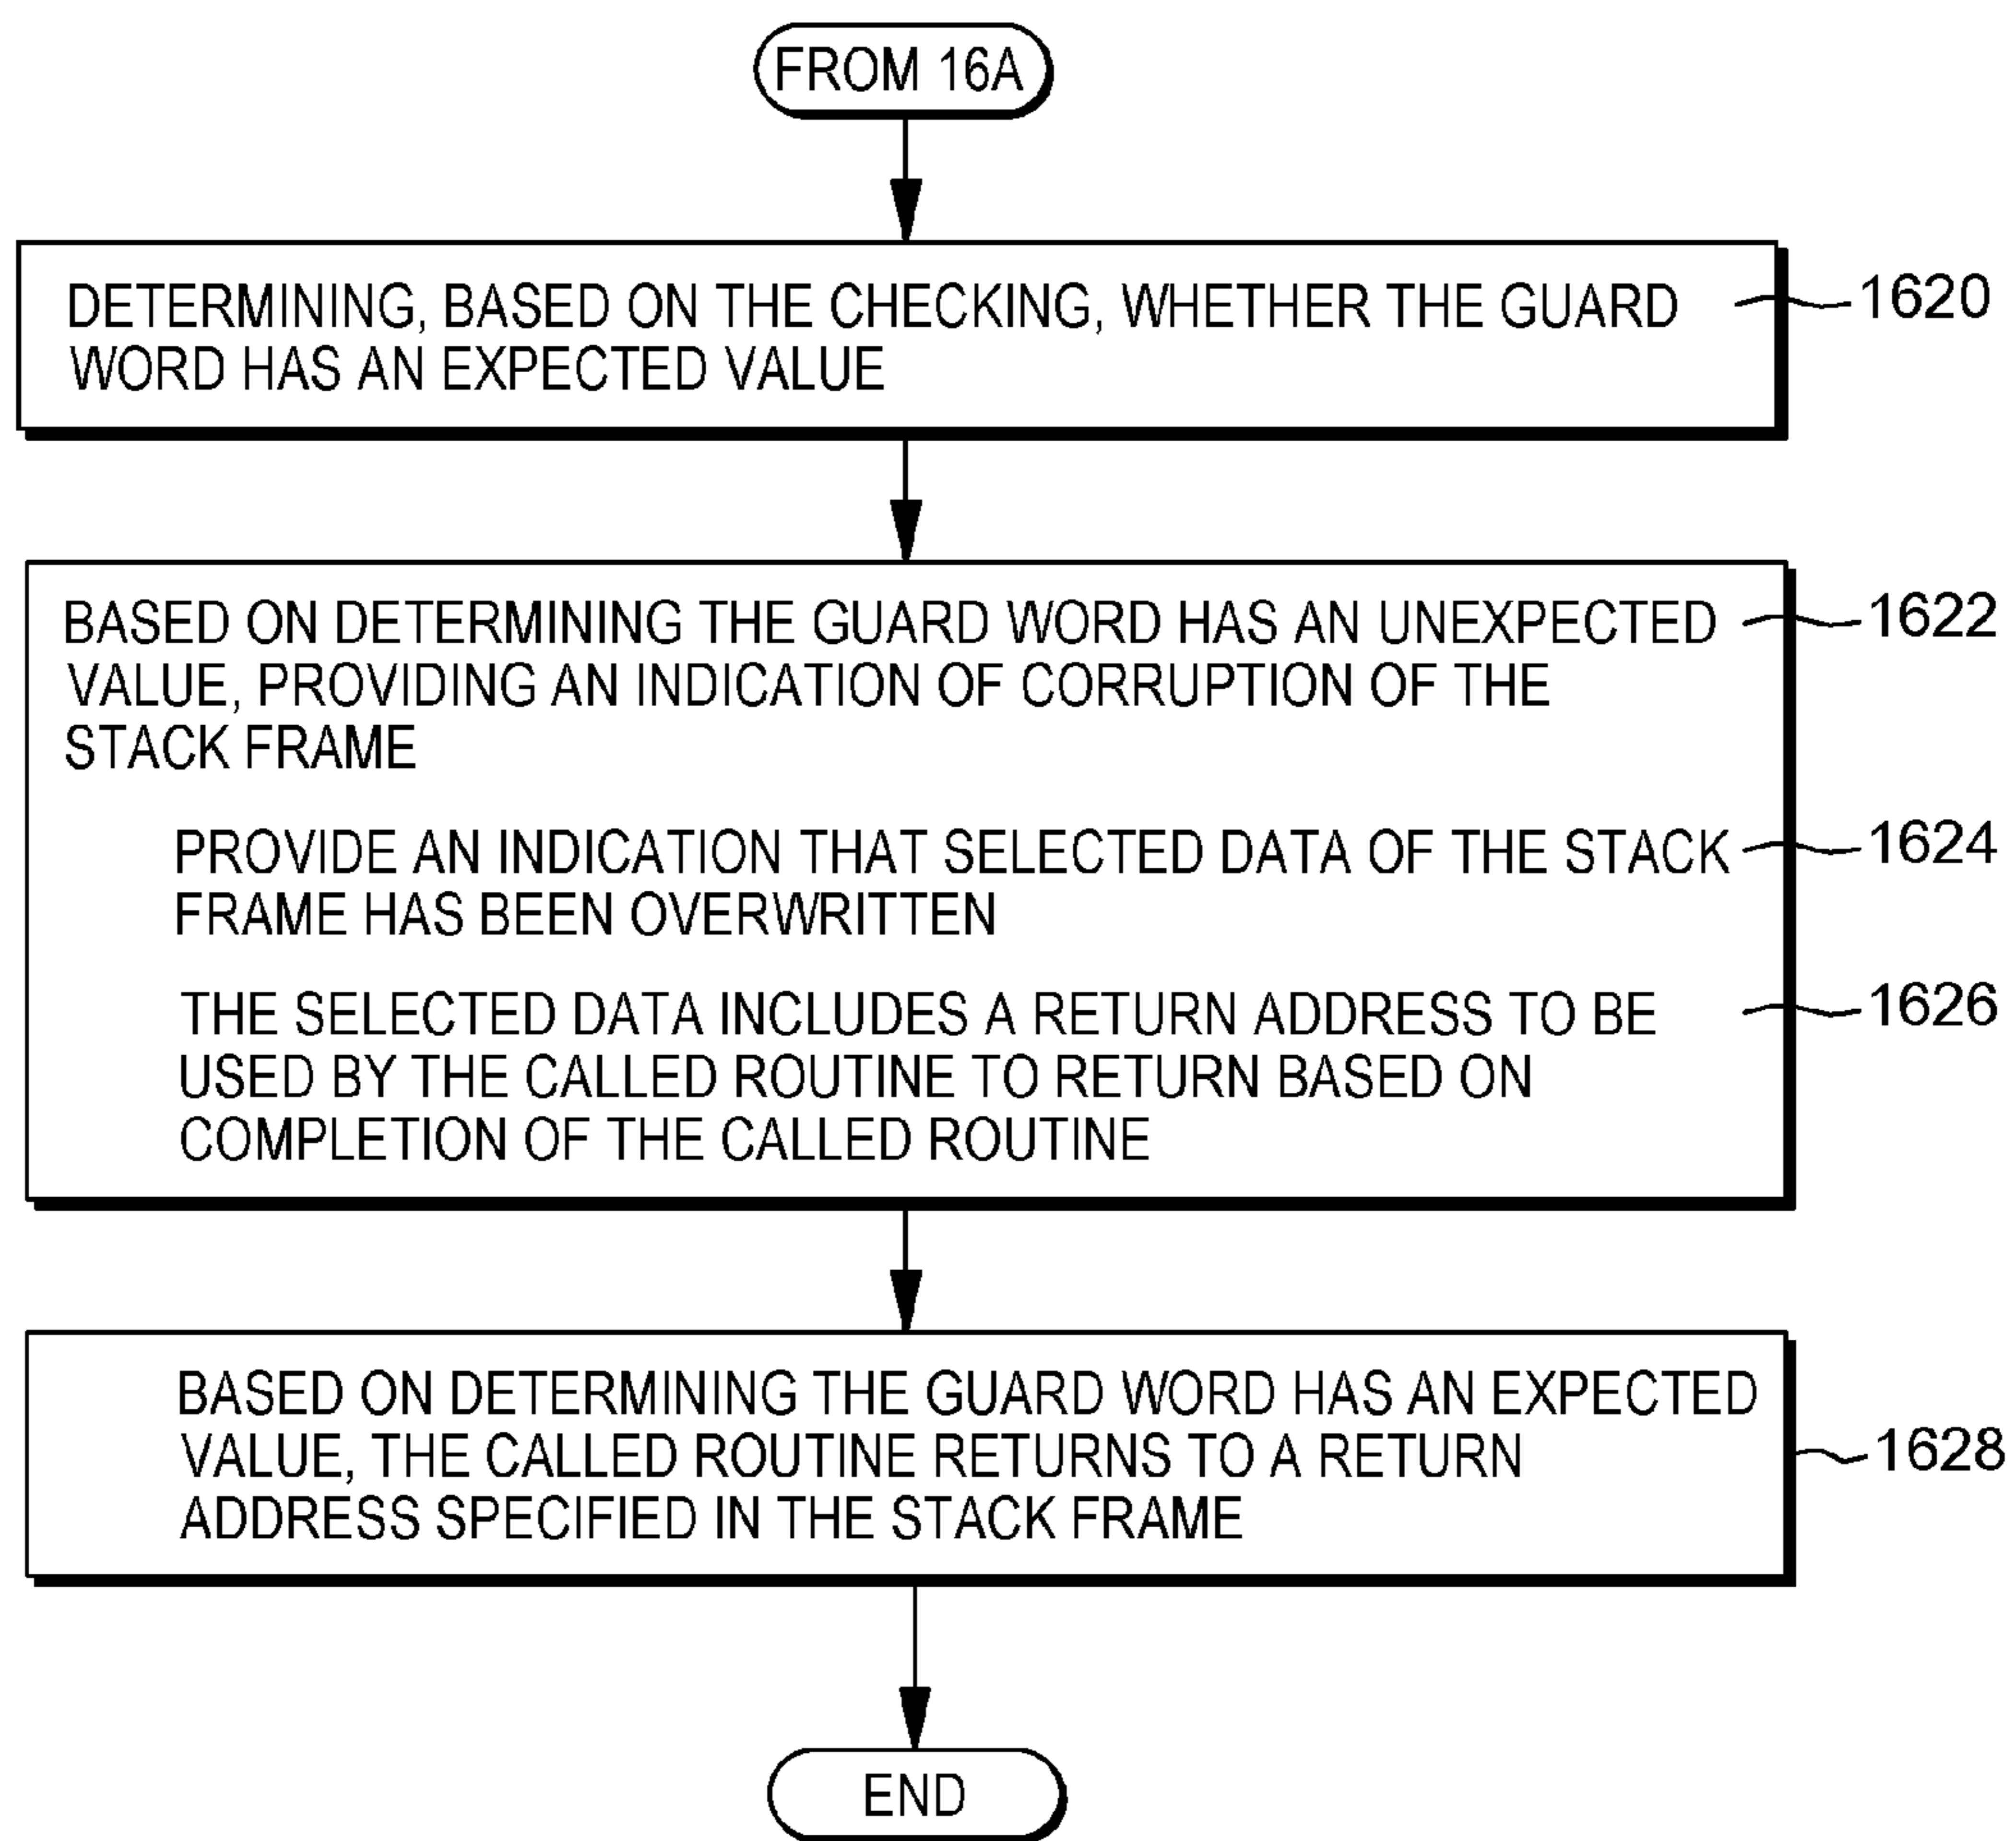 FROM 16A
DETERMINING, BASED ON THE CHECKING, WHETHER THE GUARD
WORD HAS AN EXPECTED VALUE
1620
BASED ON DETERMINING THE GUARD WORD HAS AN UNEXPECTED
VALUE, PROVIDING AN INDICATION OF CORRUPTION OF THE
STACK FRAME
1622
PROVIDE AN INDICATION THAT SELECTED DATA OF THE STACK
FRAME HAS BEEN OVERWRITTEN
1624
THE SELECTED DATA INCLUDES A RETURN ADDRESS TO BE
USED BY THE CALLED ROUTINE TO RETURN BASED ON
COMPLETION OF THE CALLED ROUTINE
1626
BASED ON DETERMINING THE GUARD WORD HAS AN EXPECTED
VALUE, THE CALLED ROUTINE RETURNS TO A RETURN
ADDRESS SPECIFIED IN THE STACK FRAME
1628
END